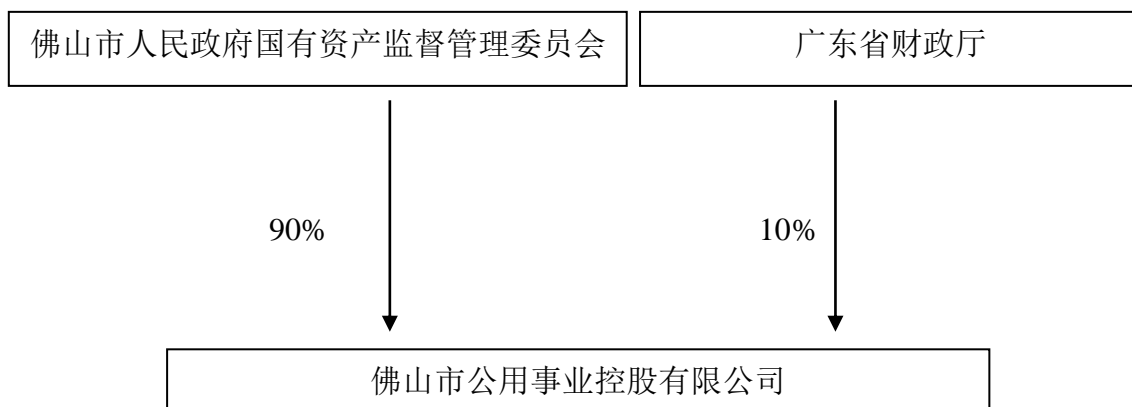 佛山市人民政府国有资产监督管理委员会
广东省财政厅
90%
10%
佛山市公用事业控股有限公司